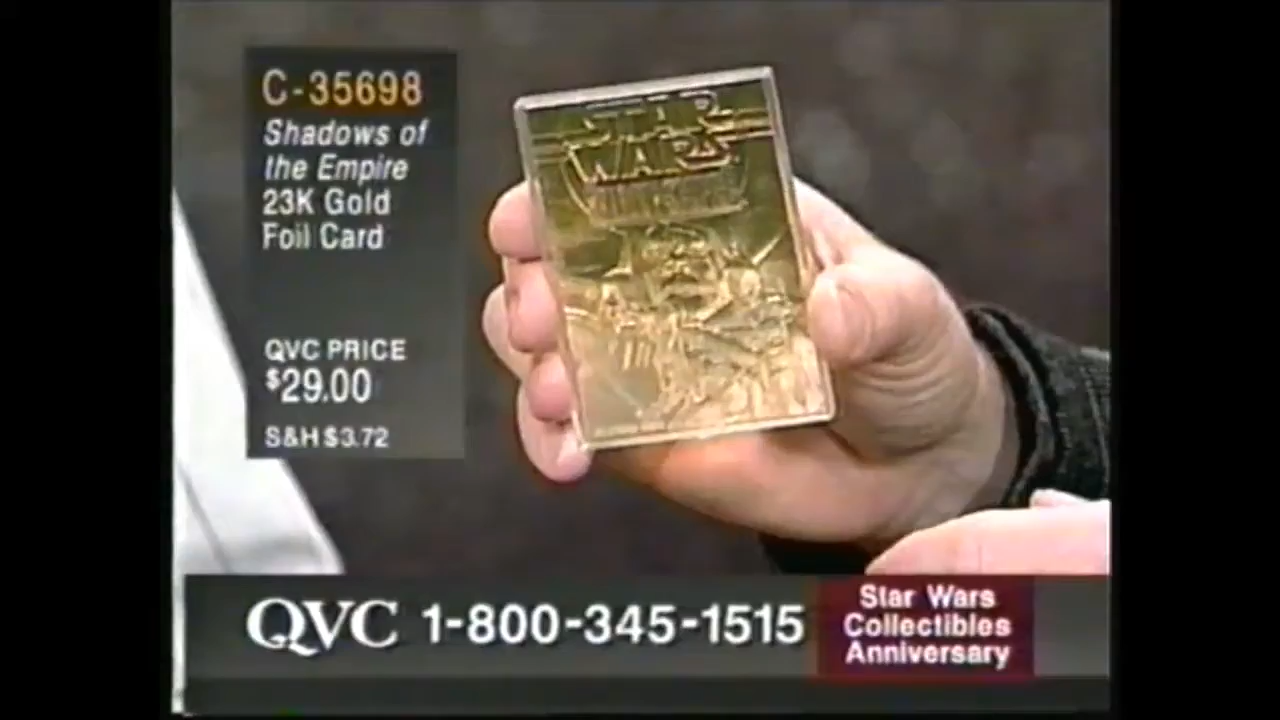 C-35698
Shadows of
the Empire
23K Gold
Foil Card
QVC PRICE
$29.00
S&H $3.72
STAR
WARS
QVC 1-800-345-1515
Star Wars
Collectibles
Anniversary